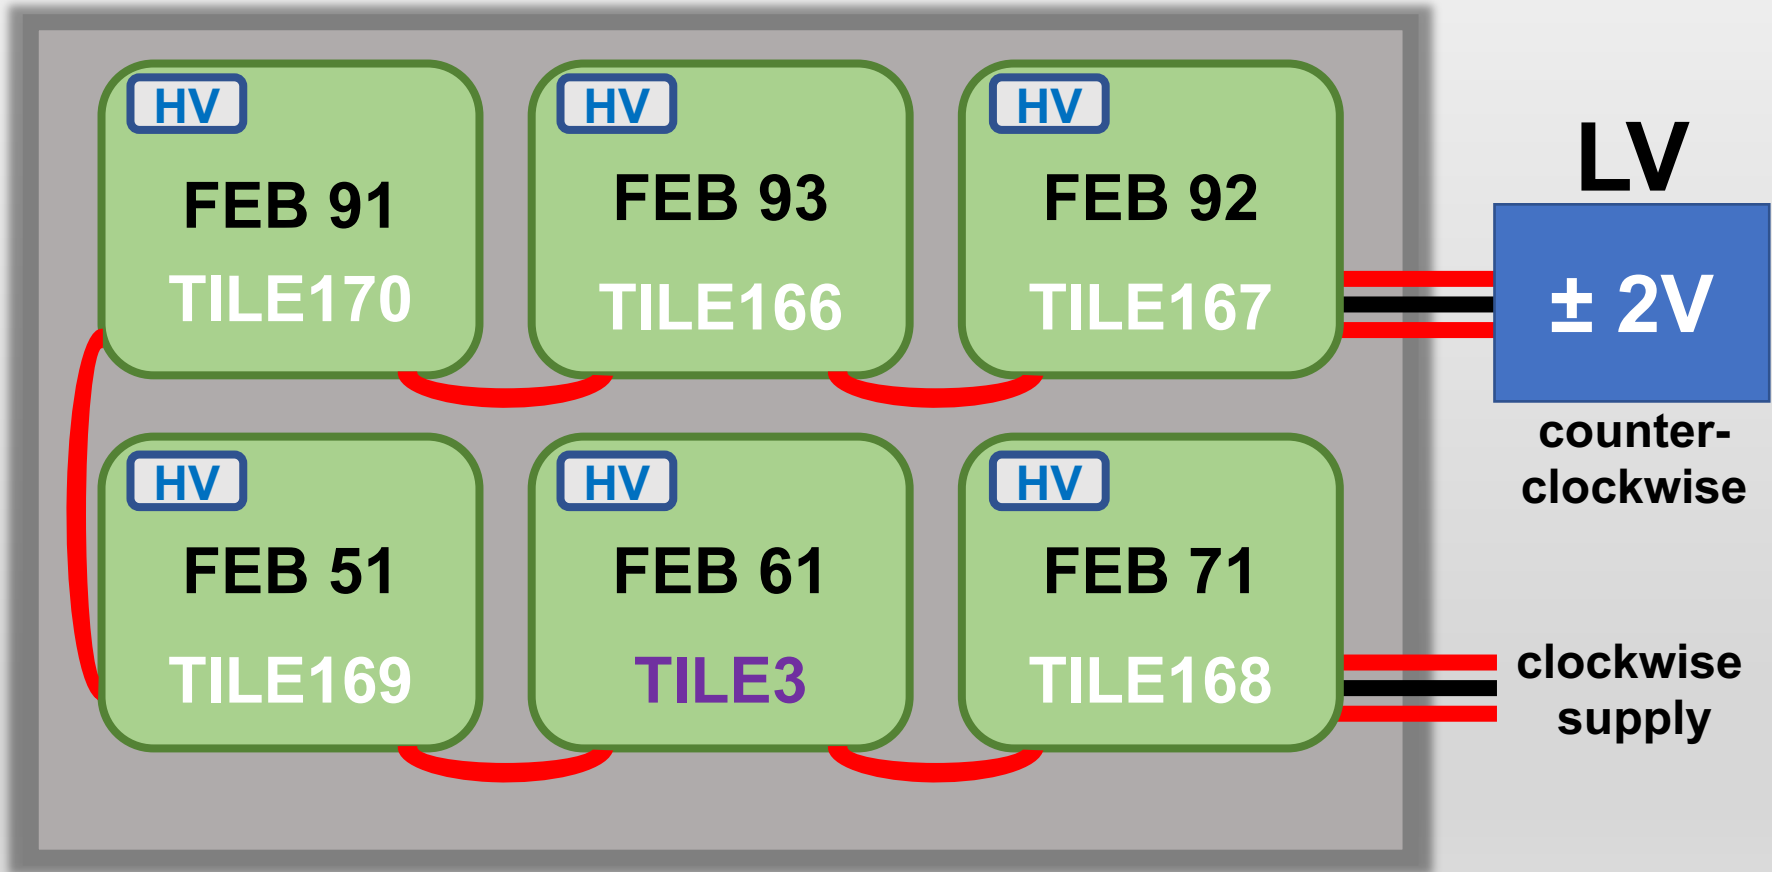 HV
FEB 91
TILE170
HV
FEB 93
TILE166
HV
FEB 92
TILE167
LV
± 2V
counter-
clockwise
HV
FEB 51
TILE169
HV
FEB 61
TILE3
HV
FEB 71
TILE168
clockwise
supply